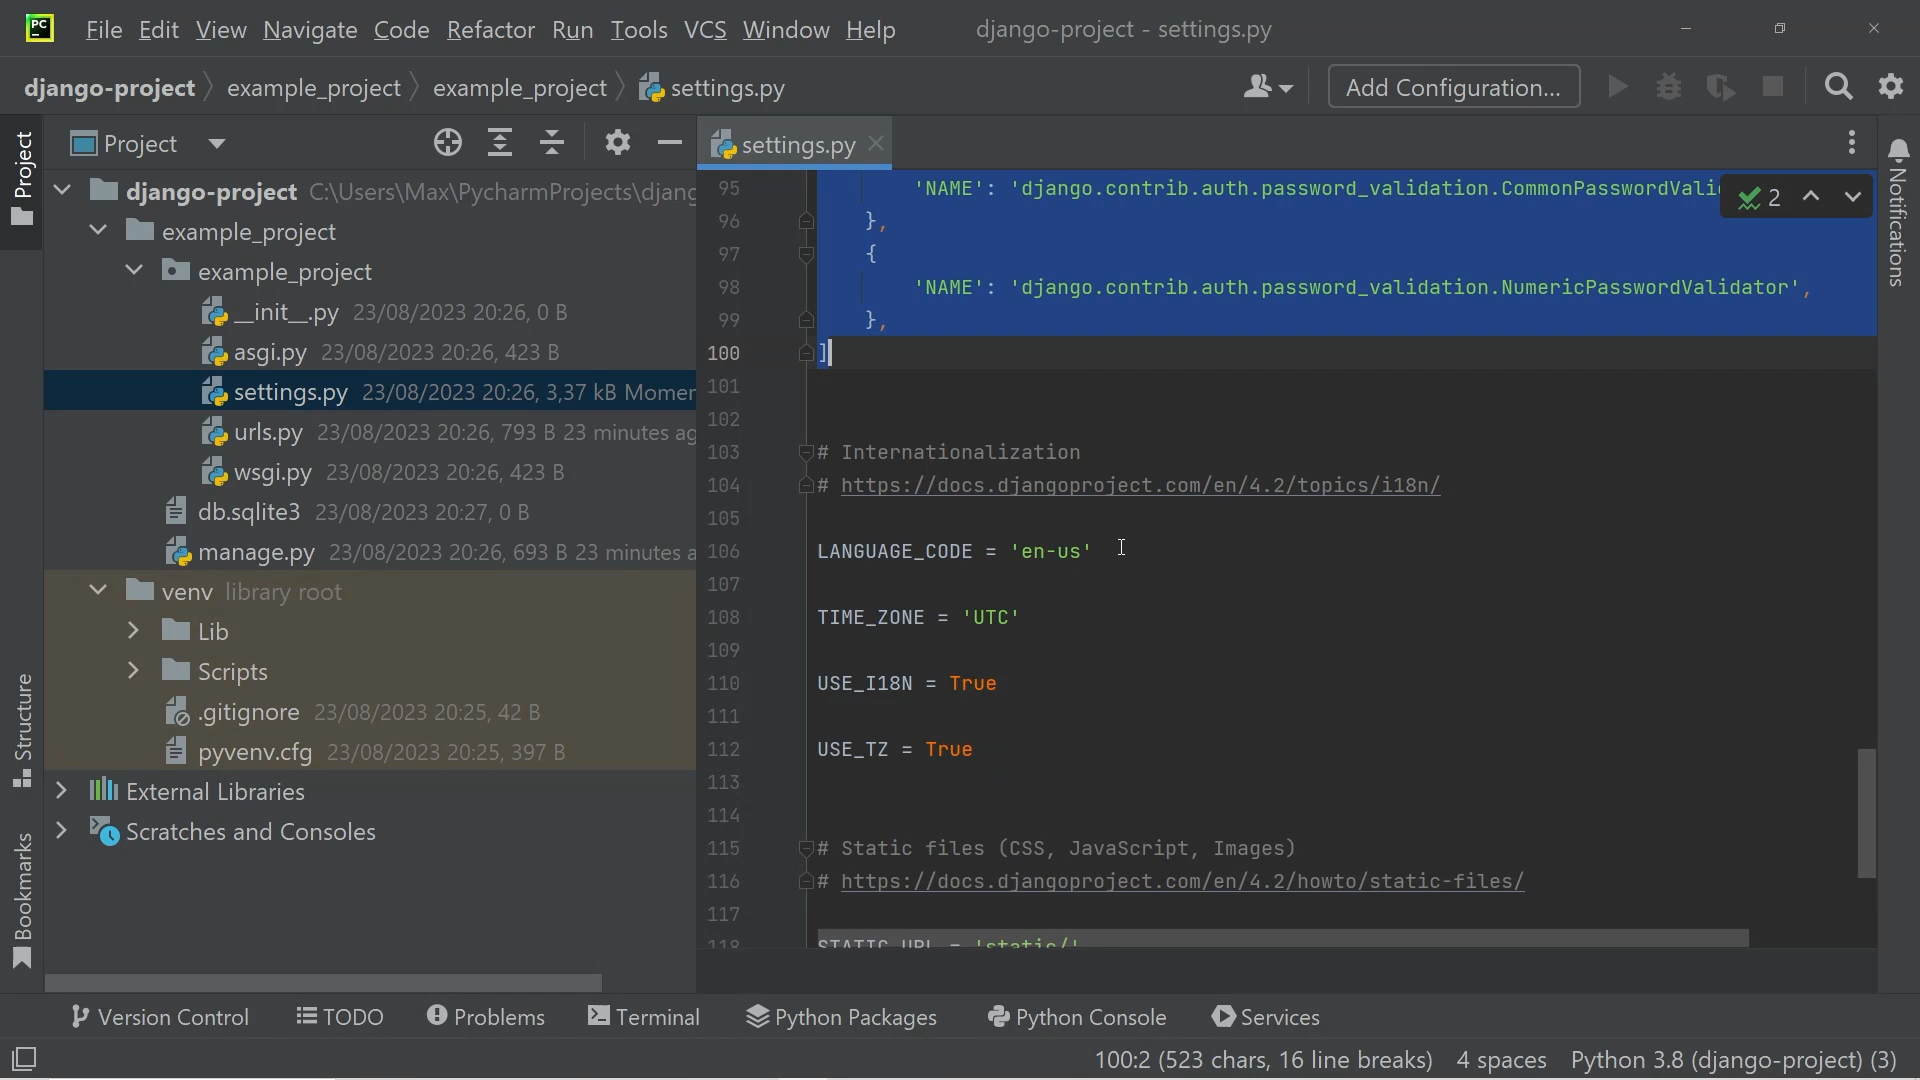 PC
File Edit View Navigate Code Refactor Run Tools VCS Window Help django-project - settings.py
django-project example_project example_project settings.py Add Configuration...
Project
Project
settings.py
django-project C:\Users\Max\PycharmProjects\djang
example_project
example_project
__init__.py 23/08/2023 20:26, 0 B
asgi.py 23/08/2023 20:26, 423 B
settings.py 23/08/2023 20:26, 3,37 kB Momer
urls.py 23/08/2023 20:26, 793 B 23 minutes ag
wsgi.py 23/08/2023 20:26, 423 B
db.sqlite3 23/08/2023 20:27, 0 B
manage.py 23/08/2023 20:26, 693 B 23 minutes a
venv library root
Lib
Scripts
.gitignore 23/08/2023 20:25, 42 B
pyvenv.cfg 23/08/2023 20:25, 397 B
External Libraries
Scratches and Consoles
Structure
Bookmarks
Notifications
2
95 'NAME': 'django.contrib.auth.password_validation.CommonPasswordVali
96 },
97 {
98 'NAME': 'django.contrib.auth.password_validation.NumericPasswordValidator',
99 },
100 ]
101
102
103 # Internationalization
104 # https://docs.djangoproject.com/en/4.2/topics/i18n/
105
106 LANGUAGE_CODE = 'en-us'
107
108 TIME_ZONE = 'UTC'
109
110 USE_I18N = True
111
112 USE_TZ = True
113
114
115 # Static files (CSS, JavaScript, Images)
116 # https://docs.djangoproject.com/en/4.2/howto/static-files/
117
118 STATIC_URL = 'static/'
Version Control TODO Problems Terminal Python Packages Python Console Services
100:2 (523 chars, 16 line breaks) 4 spaces Python 3.8 (django-project) (3)